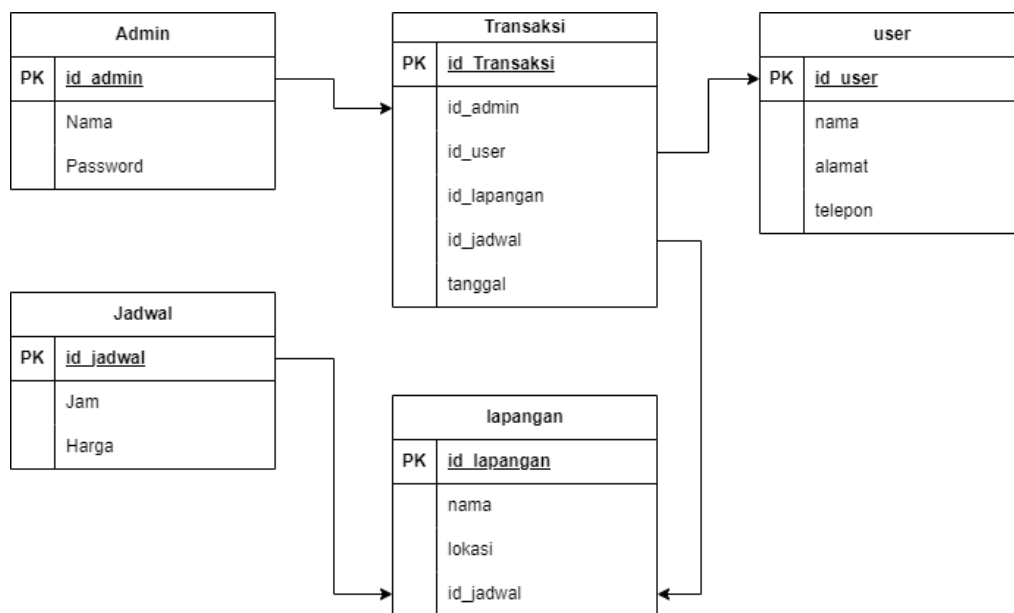 Admin
PK id_admin
Nama
Password
Transaksi
PK id_Transaksi
id_admin
id_user
id_lapangan
id_jadwal
tanggal
user
PK id_user
nama
alamat
telepon
Jadwal
PK id_jadwal
Jam
Harga
lapangan
PK id_lapangan
nama
lokasi
id_jadwal